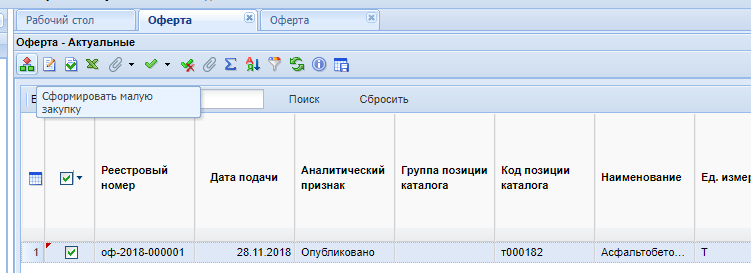 Рабочий стол Оферта Оферта
Оферта - Актуальные
Сформировать малую
закупку
Поиск Сбросить
Реестровый номер Дата подачи Аналитический признак Группа позиции каталога Код позиции каталога Наименование Ед. измер
1 оф-2018-000001 28.11.2018 Опубликовано т000182 Асфальтобето... Т